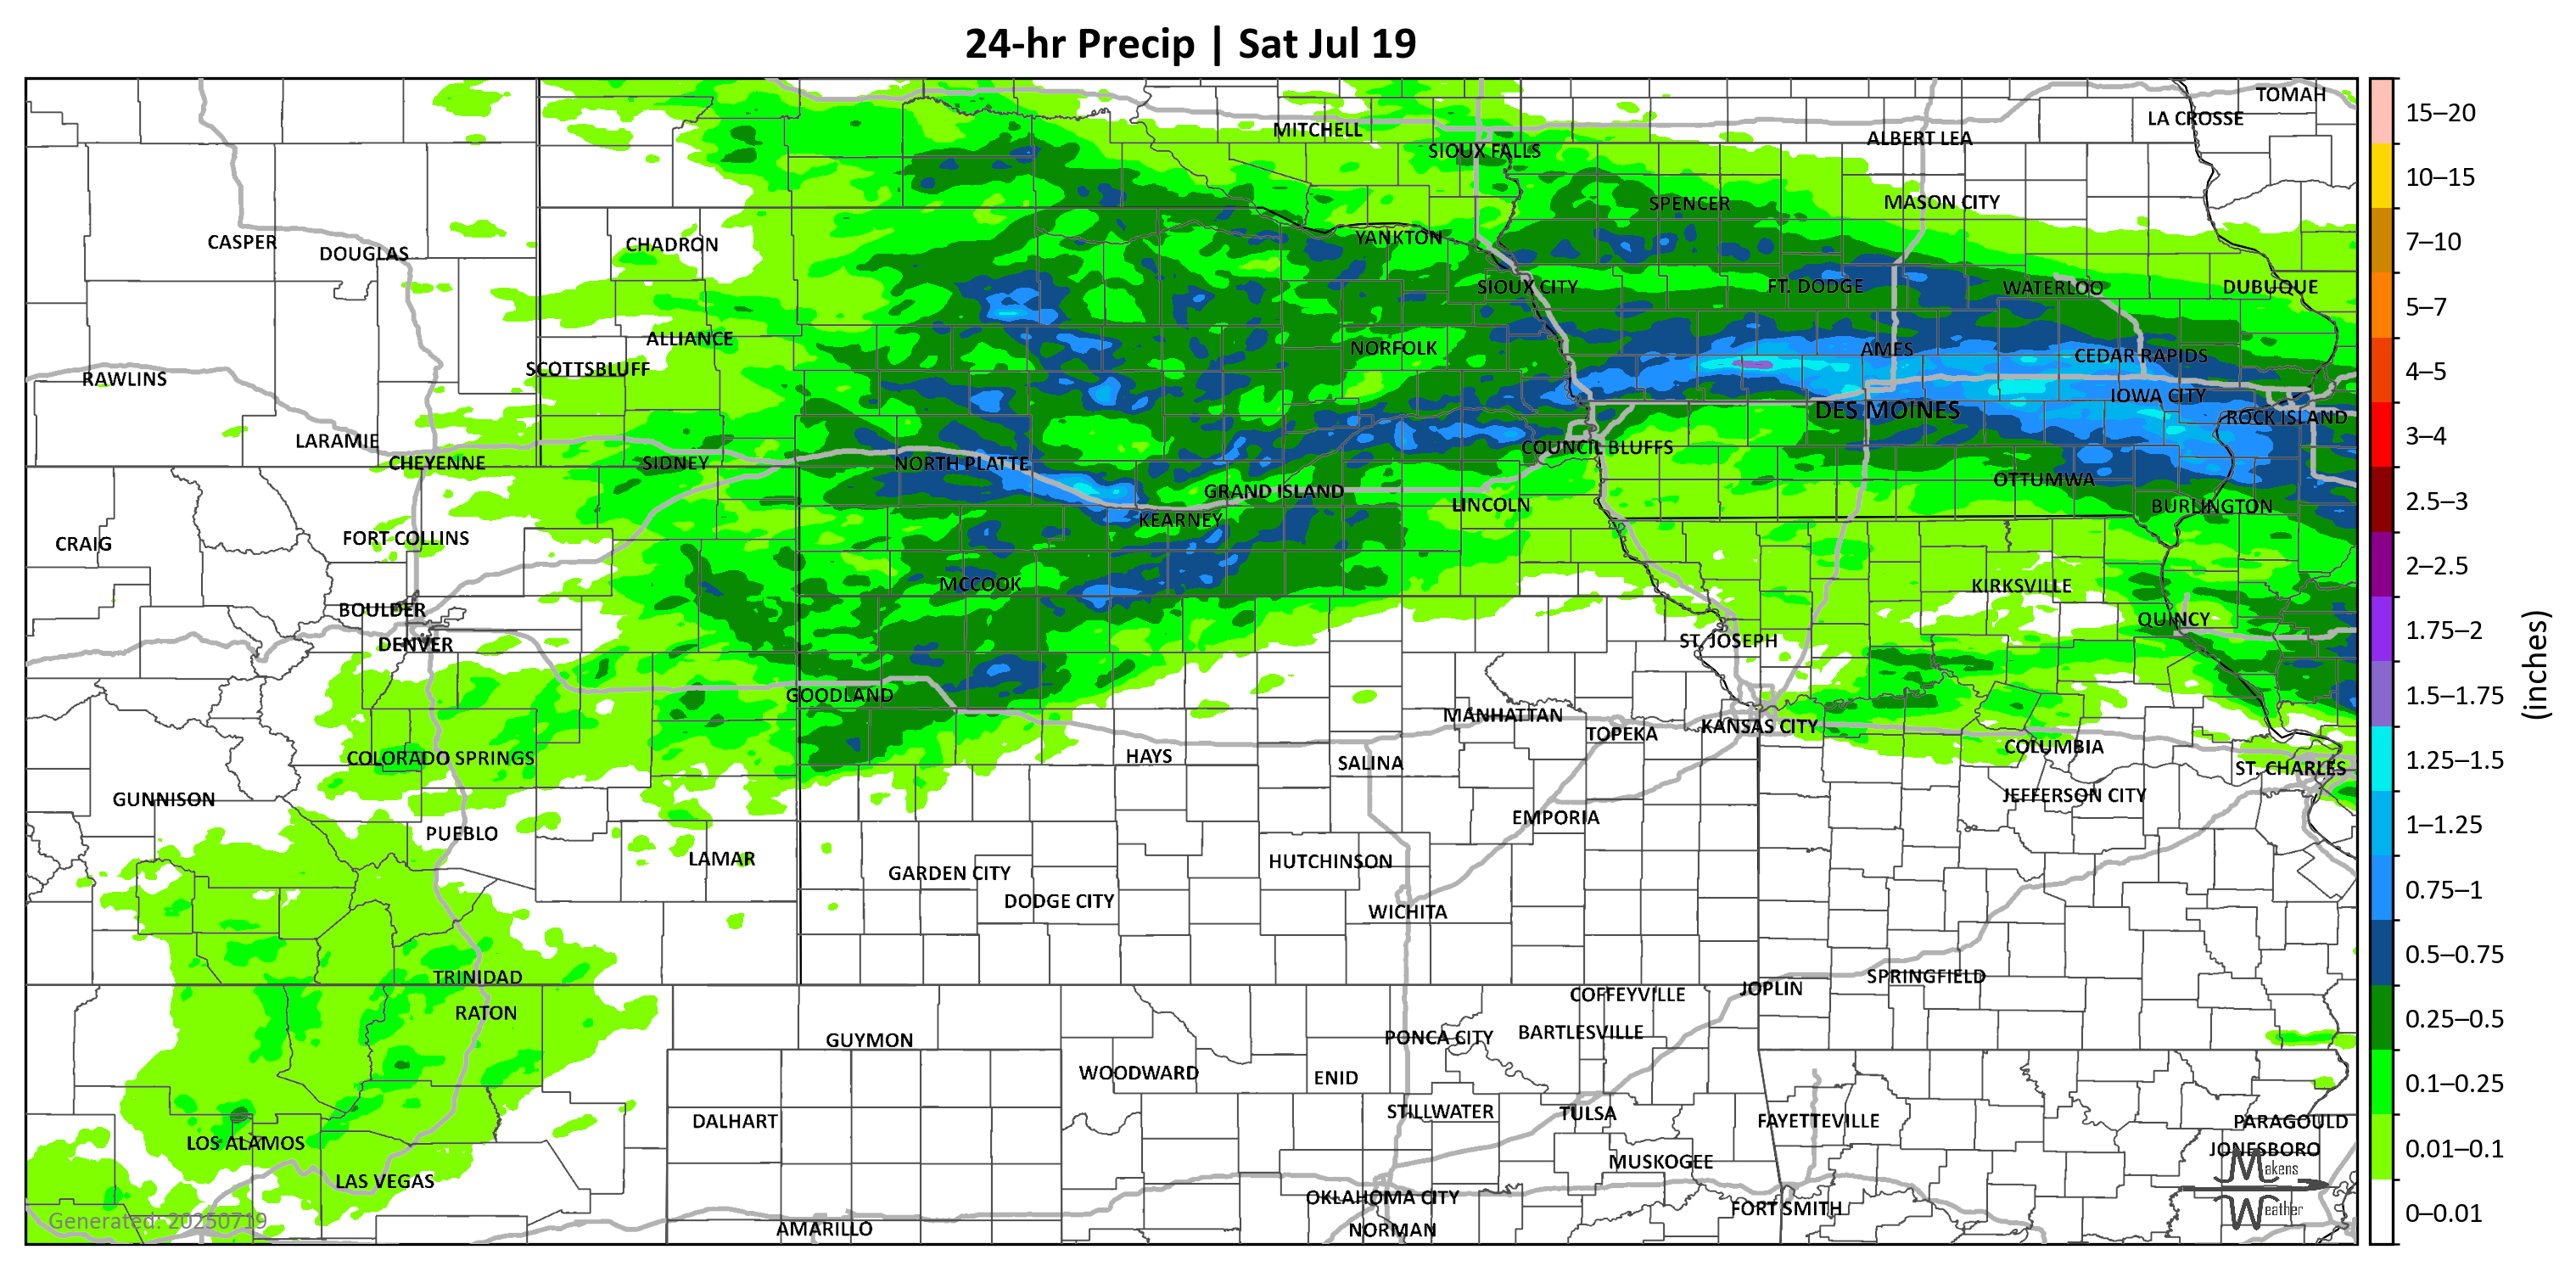 24-hr Precip | Sat Jul 19
TOMAH
LA CROSSE
MITCHELL
ALBERT LEA
SIOUX FALLS
SPENCER
MASON CITY
CASPER
DOUGLAS
CHADRON
YANKTON
SIOUX CITY
FT. DODGE
WATERLOO
DUBUQUE
ALLIANCE
NORFOLK
AMES
CEDAR RAPIDS
SCOTTSBLUFF
RAWLINS
IOWA CITY
DES MOINES
ROCK ISLAND
LARAMIE
COUNCIL BLUFFS
CHEYENNE
SIDNEY
NORTH PLATTE
OTTUMWA
GRAND ISLAND
LINCOLN
BURLINGTON
KEARNEY
CRAIG
FORT COLLINS
MCCOOK
KIRKSVILLE
BOULDER
QUINCY
DENVER
ST. JOSEPH
GOODLAND
MANHATTAN
TOPEKA
KANSAS CITY
COLUMBIA
COLORADO SPRINGS
HAYS
SALINA
ST. CHARLES
GUNNISON
JEFFERSON CITY
EMPORIA
PUEBLO
LAMAR
HUTCHINSON
GARDEN CITY
DODGE CITY
WICHITA
TRINIDAD
SPRINGFIELD
JOPLIN
COFFEYVILLE
RATON
BARTLESVILLE
PONCA CITY
GUYMON
WOODWARD
ENID
STILLWATER
TULSA
DALHART
FAYETTEVILLE
PARAGOULD
LOS ALAMOS
JONESBORO
MUSKOGEE
Makens
LAS VEGAS
OKLAHOMA CITY
FORT SMITH
Weather
Generated: 20250719
AMARILLO
NORMAN
15–20
10–15
7–10
5–7
4–5
3–4
2.5–3
2–2.5
1.75–2
1.5–1.75
1.25–1.5
1–1.25
0.75–1
0.5–0.75
0.25–0.5
0.1–0.25
0.01–0.1
0–0.01
(inches)